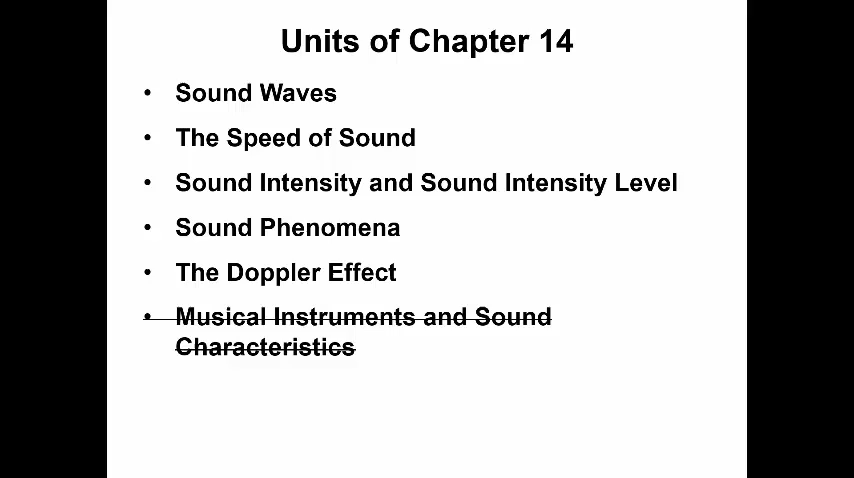 Units of Chapter 14
• Sound Waves
• The Speed of Sound
• Sound Intensity and Sound Intensity Level
• Sound Phenomena
• The Doppler Effect
• Musical Instruments and Sound
Characteristics